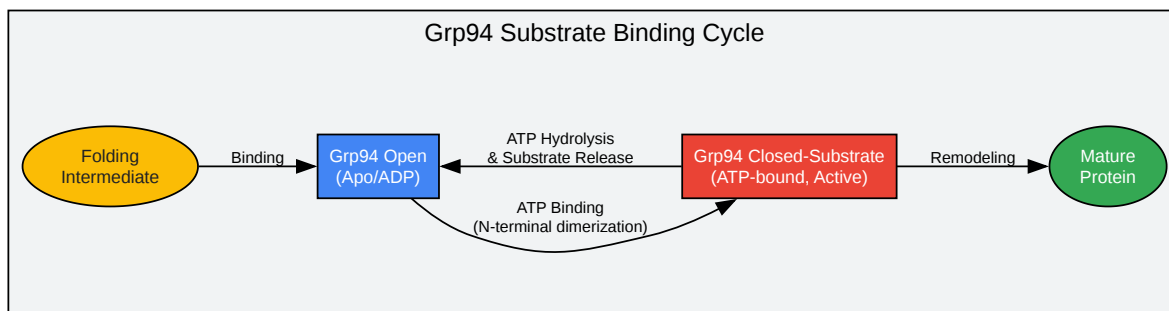 Grp94 Substrate Binding Cycle
Folding
Intermediate
Binding
Grp94 Open
(Apo/ADP)
ATP Hydrolysis
& Substrate Release
ATP Binding
(N-terminal dimerization)
Grp94 Closed-Substrate
(ATP-bound, Active)
Remodeling
Mature
Protein